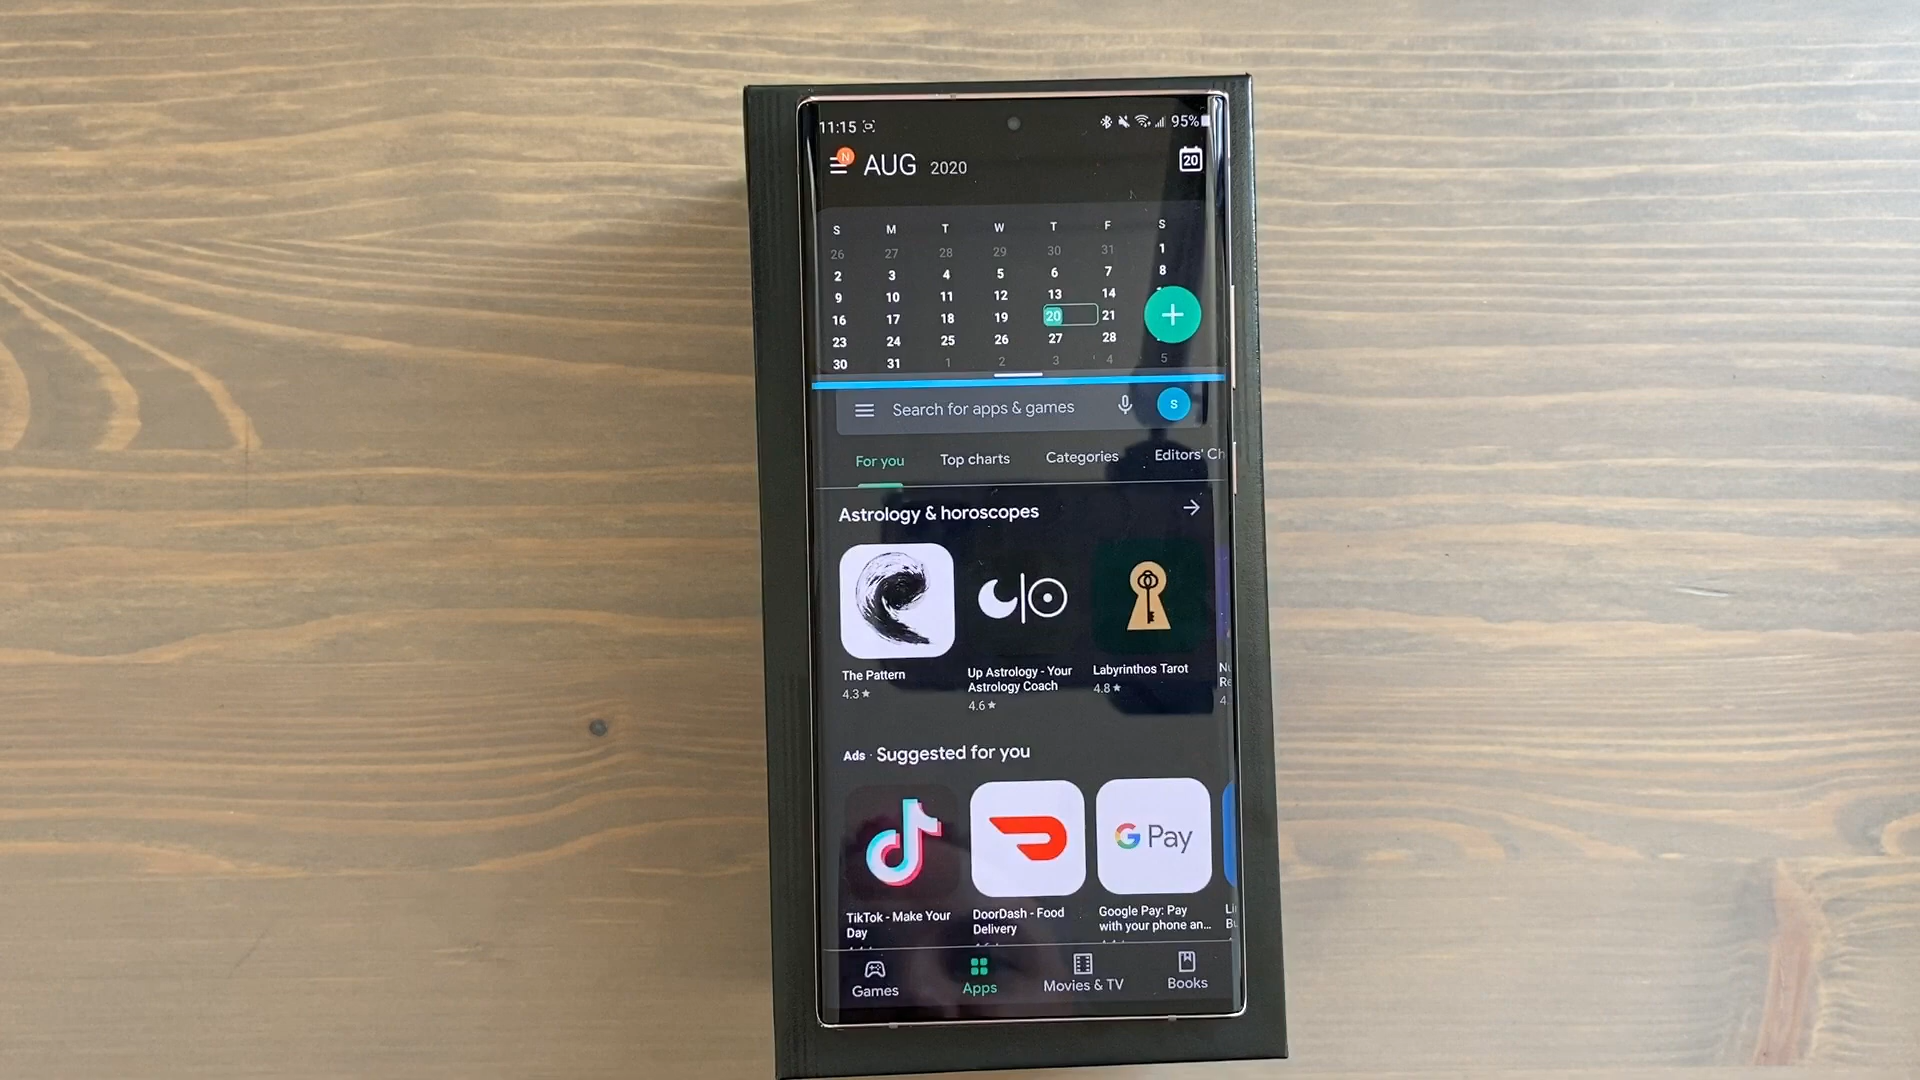 11:15 95%
N AUG 2020 20
S M T W T F S
26 27 28 29 30 31 1
2 3 4 5 6 7 8
9 10 11 12 13 14
16 17 18 19 20 21
23 24 25 26 27 28
30 31 1 2 3 4 5
Search for apps & games S
For you Top charts Categories Editors' Ch
Astrology & horoscopes
The Pattern
4.3★
Up Astrology - Your
Astrology Coach
4.6★
Labyrinthos Tarot
4.8★
Ads · Suggested for you
G Pay
TikTok - Make Your
Day
DoorDash - Food
Delivery
Google Pay: Pay
with your phone an...
Games Apps Movies & TV Books